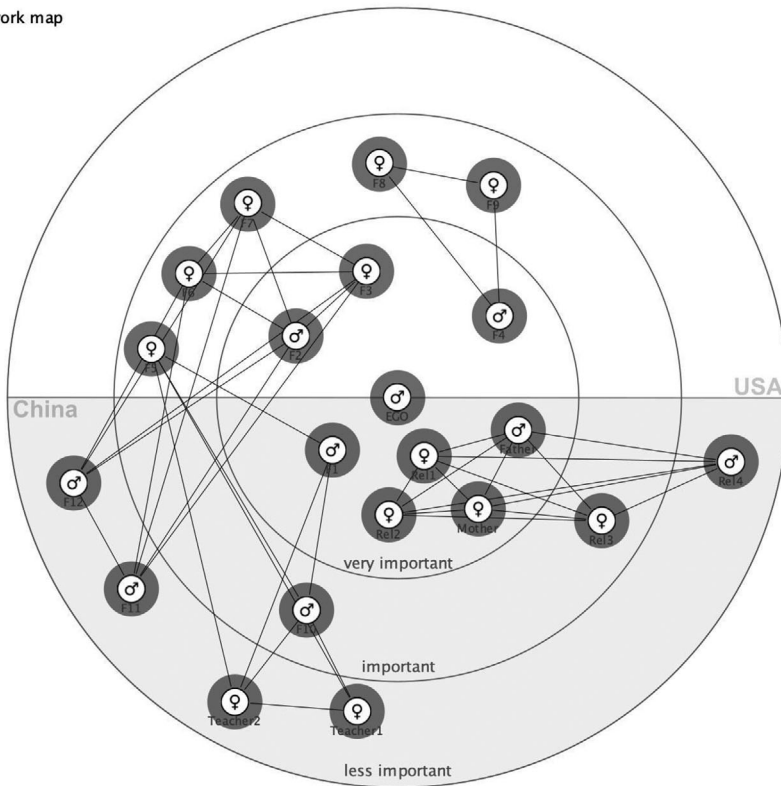 ork map
F8
F9
F7
F3
F6
F4
F2
F5
USA
China
EGO
Father
F1
Rel1
Rel4
F12
Mother
Rel2
Rel3
very important
F11
F10
important
Teacher2
Teacher1
less important